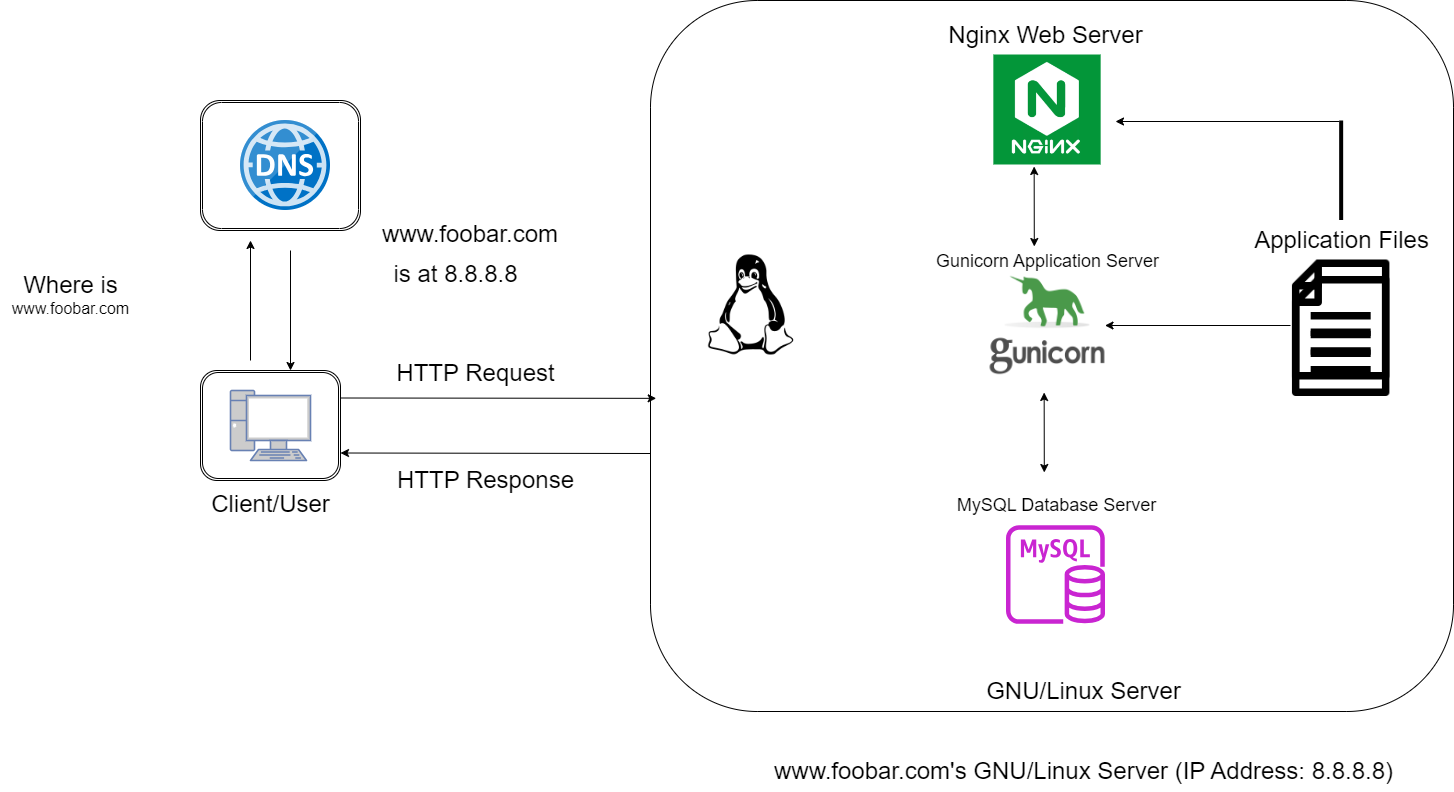 Nginx Web Server
NGINX
DNS
www.foobar.com
is at 8.8.8.8
Where is
www.foobar.com
Application Files
Gunicorn Application Server
gunicorn
HTTP Request
HTTP Response
Client/User
MySQL Database Server
MySQL
GNU/Linux Server
www.foobar.com's GNU/Linux Server (IP Address: 8.8.8.8)